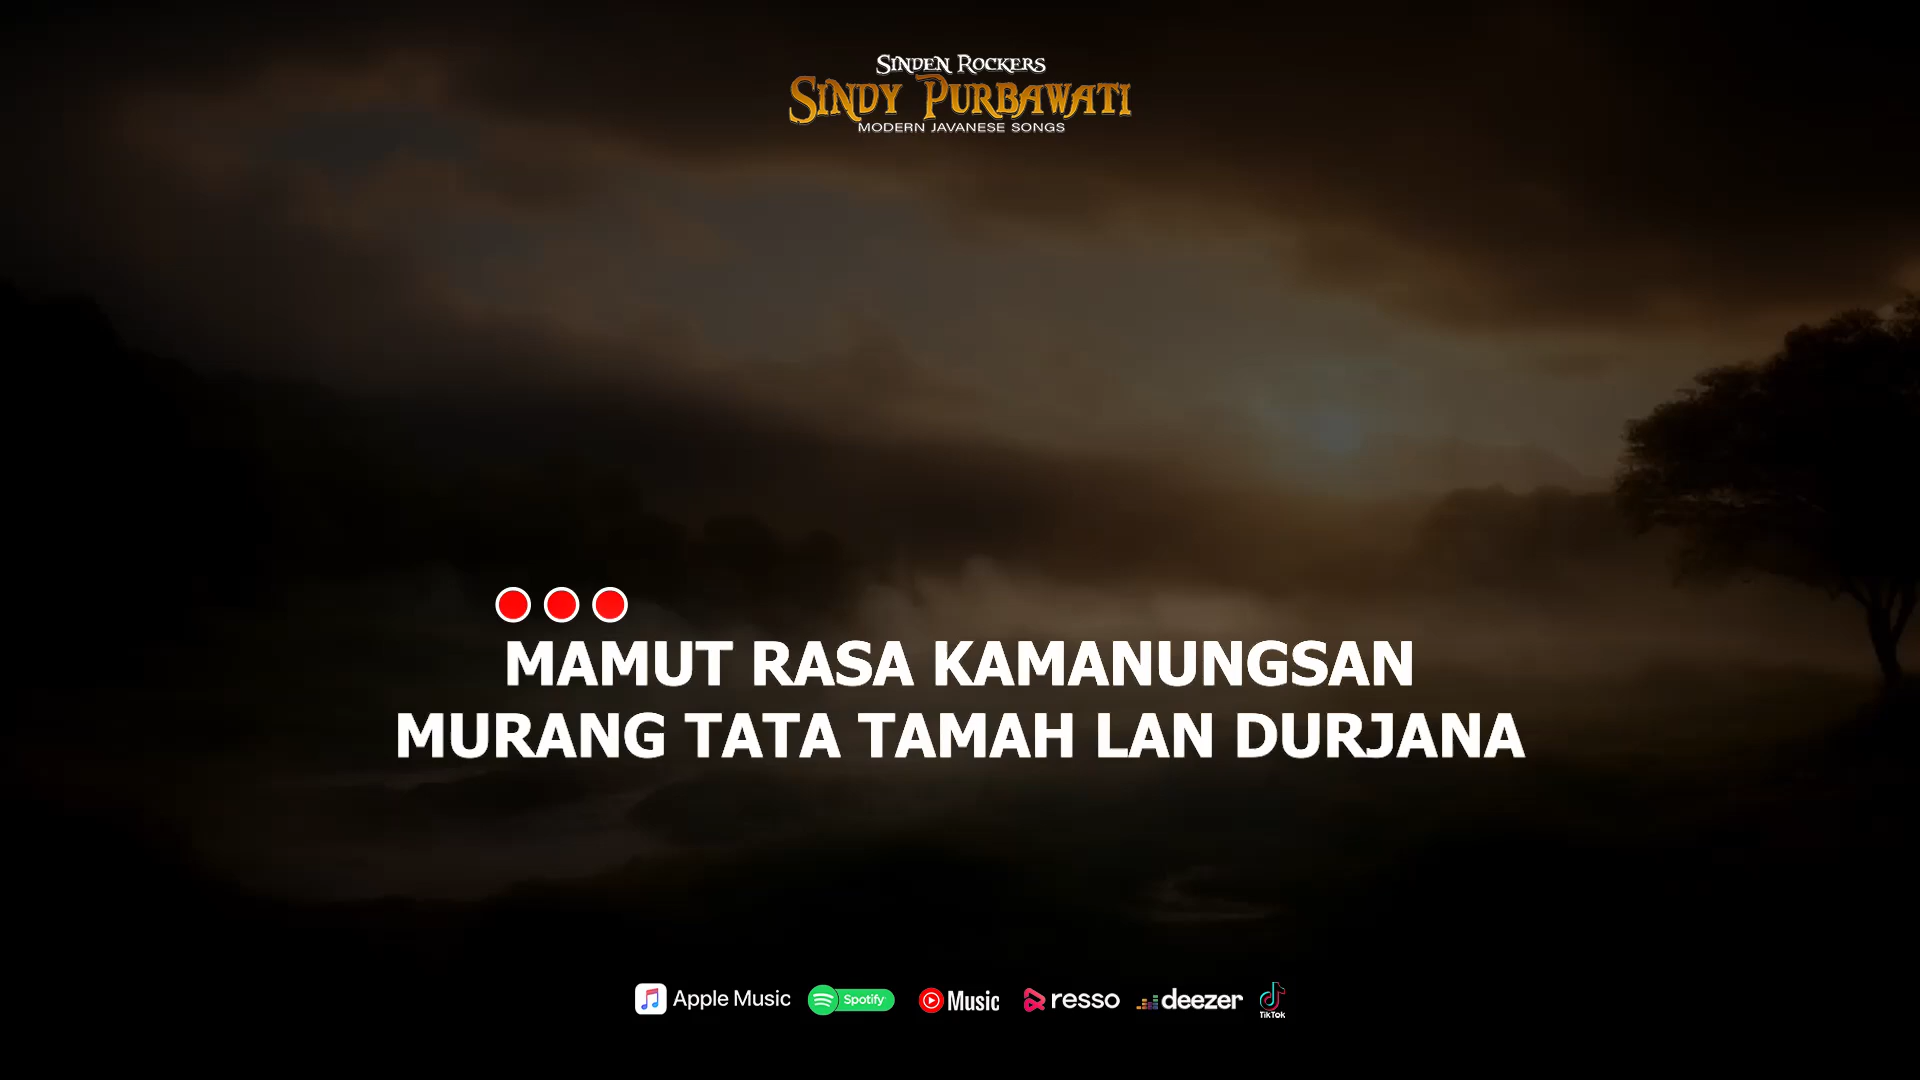 SINDEN ROCKERS
SINDY PURBAWATI
MODERN JAVANESE SONGS
MAMUT RASA KAMANUNGSAN
MURANG TATA TAMAH LAN DURJANA
Apple Music Spotify Music resso deezer TikTok